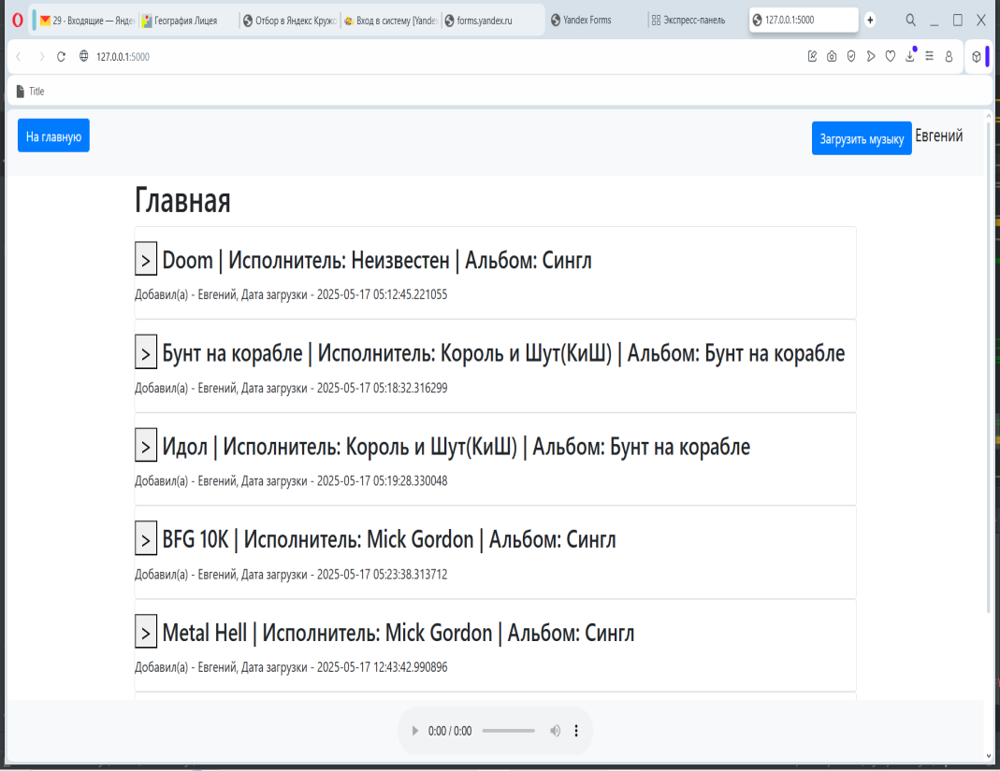 29 · Входящие — Янде
География Лицея
Отбор в Яндекс Кружо
Вход в систему [Yande
forms.yandex.ru
Yandex Forms
Экспресс-панель
127.0.0.1:5000
127.0.0.1:5000
Title
На главную
Загрузить музыку
Евгений
Главная
> Doom | Исполнитель: Неизвестен | Альбом: Сингл
Добавил(а) - Евгений, Дата загрузки - 2025-05-17 05:12:45.221055
> Бунт на корабле | Исполнитель: Король и Шут(КиШ) | Альбом: Бунт на корабле
Добавил(а) - Евгений, Дата загрузки - 2025-05-17 05:18:32.316299
> Идол | Исполнитель: Король и Шут(КиШ) | Альбом: Бунт на корабле
Добавил(а) - Евгений, Дата загрузки - 2025-05-17 05:19:28.330048
> BFG 10K | Исполнитель: Mick Gordon | Альбом: Сингл
Добавил(а) - Евгений, Дата загрузки - 2025-05-17 05:23:38.313712
> Metal Hell | Исполнитель: Mick Gordon | Альбом: Сингл
Добавил(а) - Евгений, Дата загрузки - 2025-05-17 12:43:42.990896
0:00 / 0:00